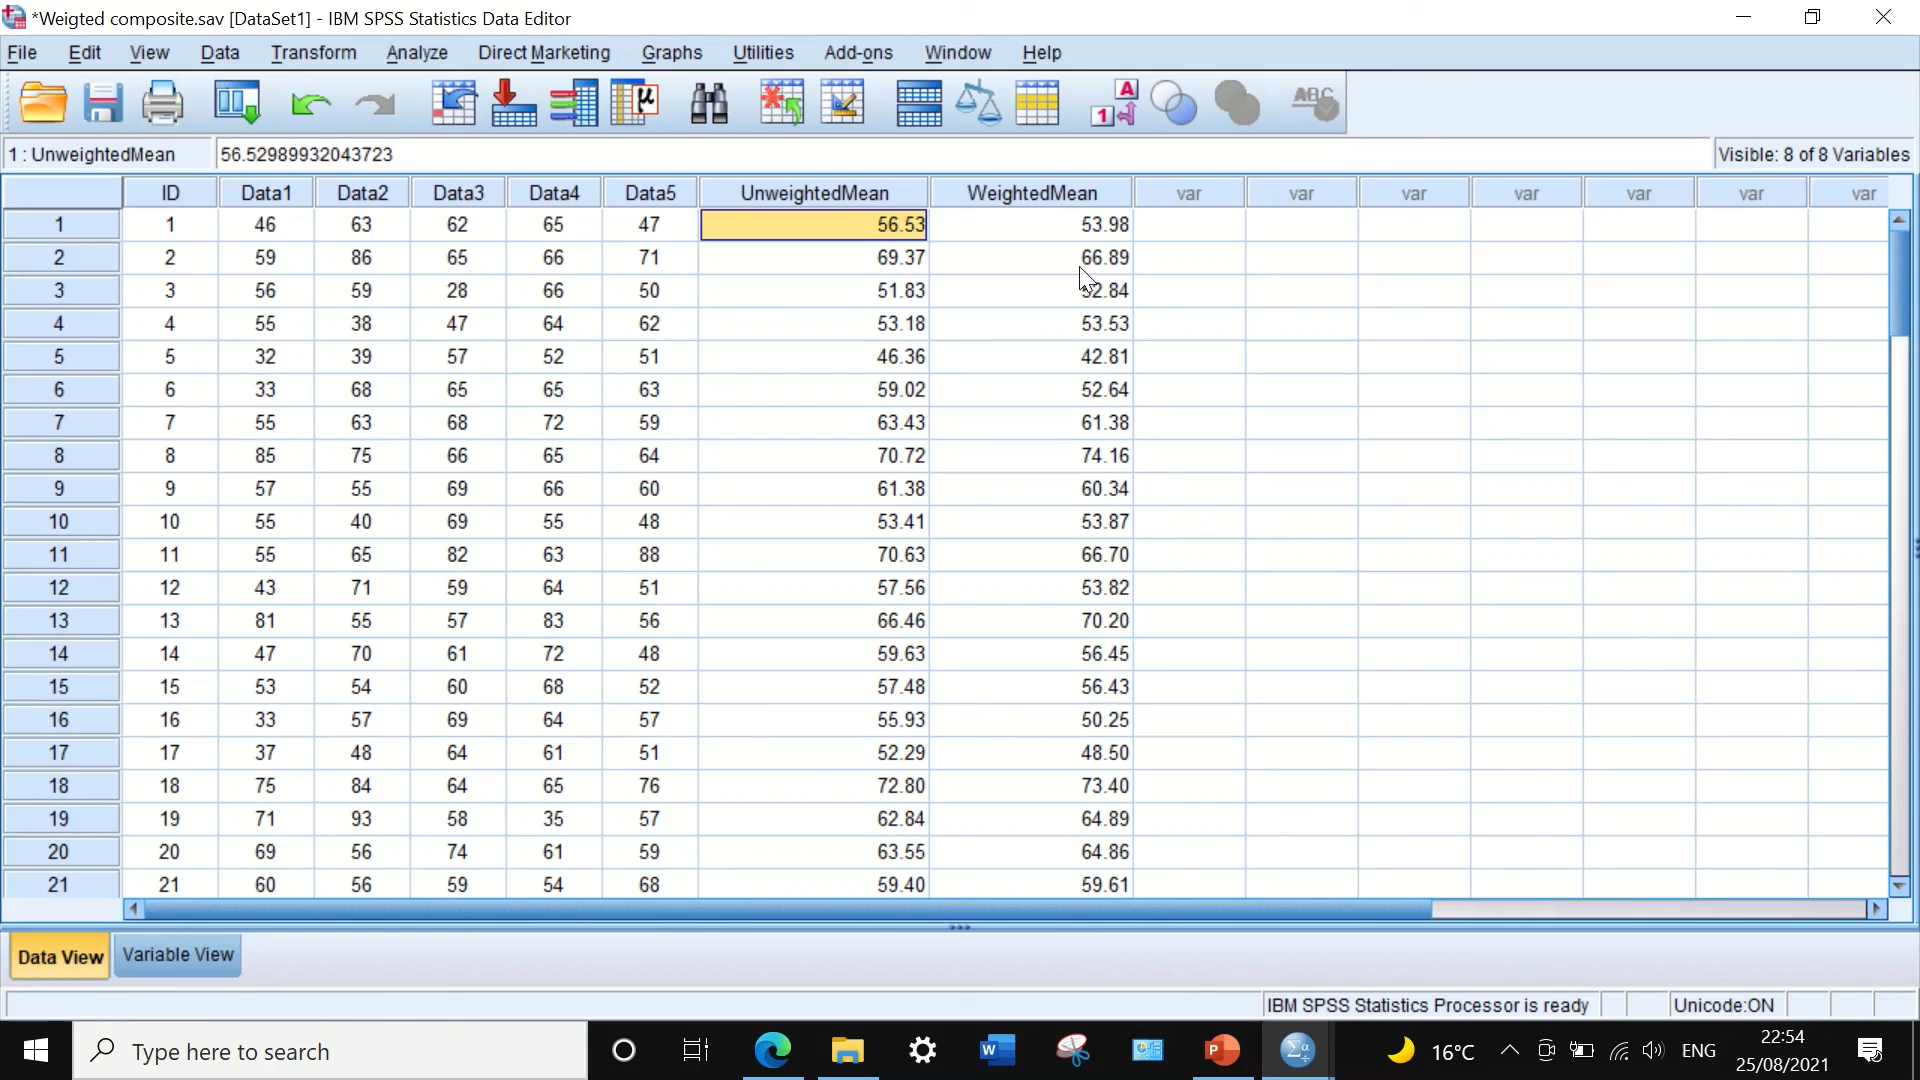 *Weigted composite.sav [DataSet1] - IBM SPSS Statistics Data Editor
File Edit View Data Transform Analyze Direct Marketing Graphs Utilities Add-ons Window Help
1 : UnweightedMean 56.52989932043723 Visible: 8 of 8 Variables
ID Data1 Data2 Data3 Data4 Data5 UnweightedMean WeightedMean var var var var var var var
1 1 46 63 62 65 47 56.53 53.98
2 2 59 86 65 66 71 69.37 66.89
3 3 56 59 28 66 50 51.83 52.84
4 4 55 38 47 64 62 53.18 53.53
5 5 32 39 57 52 51 46.36 42.81
6 6 33 68 65 65 63 59.02 52.64
7 7 55 63 68 72 59 63.43 61.38
8 8 85 75 66 65 64 70.72 74.16
9 9 57 55 69 66 60 61.38 60.34
10 10 55 40 69 55 48 53.41 53.87
11 11 55 65 82 63 88 70.63 66.70
12 12 43 71 59 64 51 57.56 53.82
13 13 81 55 57 83 56 66.46 70.20
14 14 47 70 61 72 48 59.63 56.45
15 15 53 54 60 68 52 57.48 56.43
16 16 33 57 69 64 57 55.93 50.25
17 17 37 48 64 61 51 52.29 48.50
18 18 75 84 64 65 76 72.80 73.40
19 19 71 93 58 35 57 62.84 64.89
20 20 69 56 74 61 59 63.55 64.86
21 21 60 56 59 54 68 59.40 59.61
Data View Variable View
IBM SPSS Statistics Processor is ready Unicode:ON
Type here to search 16°C ENG 22:54
25/08/2021